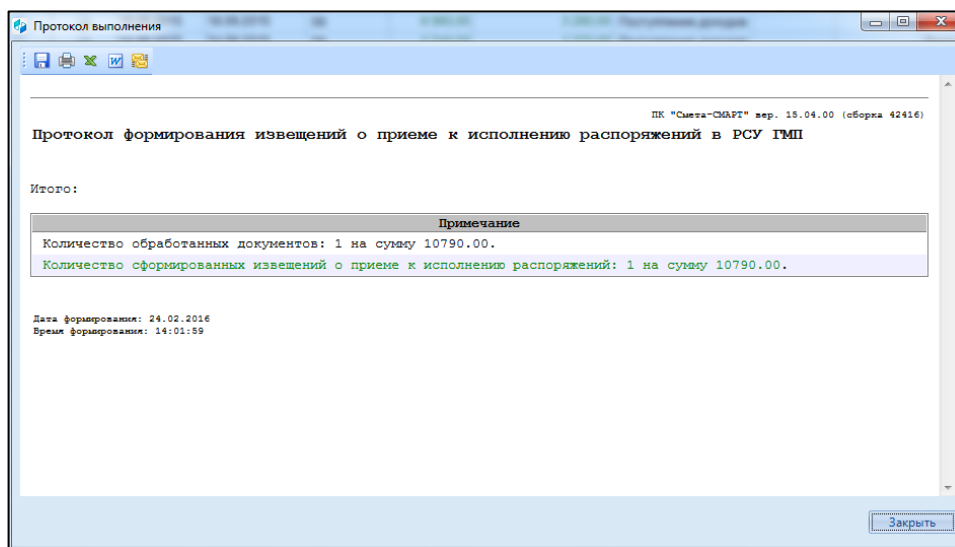 Протокол выполнения
ПК "Смета-СМАРТ" вер. 15.04.00 (сборка 42416)
Протокол формирования извещений о приеме к исполнению распоряжений в РСУ ГМП
Итого:
Примечание
Количество обработанных документов: 1 на сумму 10790.00.
Количество сформированных извещений о приеме к исполнению распоряжений: 1 на сумму 10790.00.
Дата формирования: 24.02.2016
Время формирования: 14:01:59
Закрыть